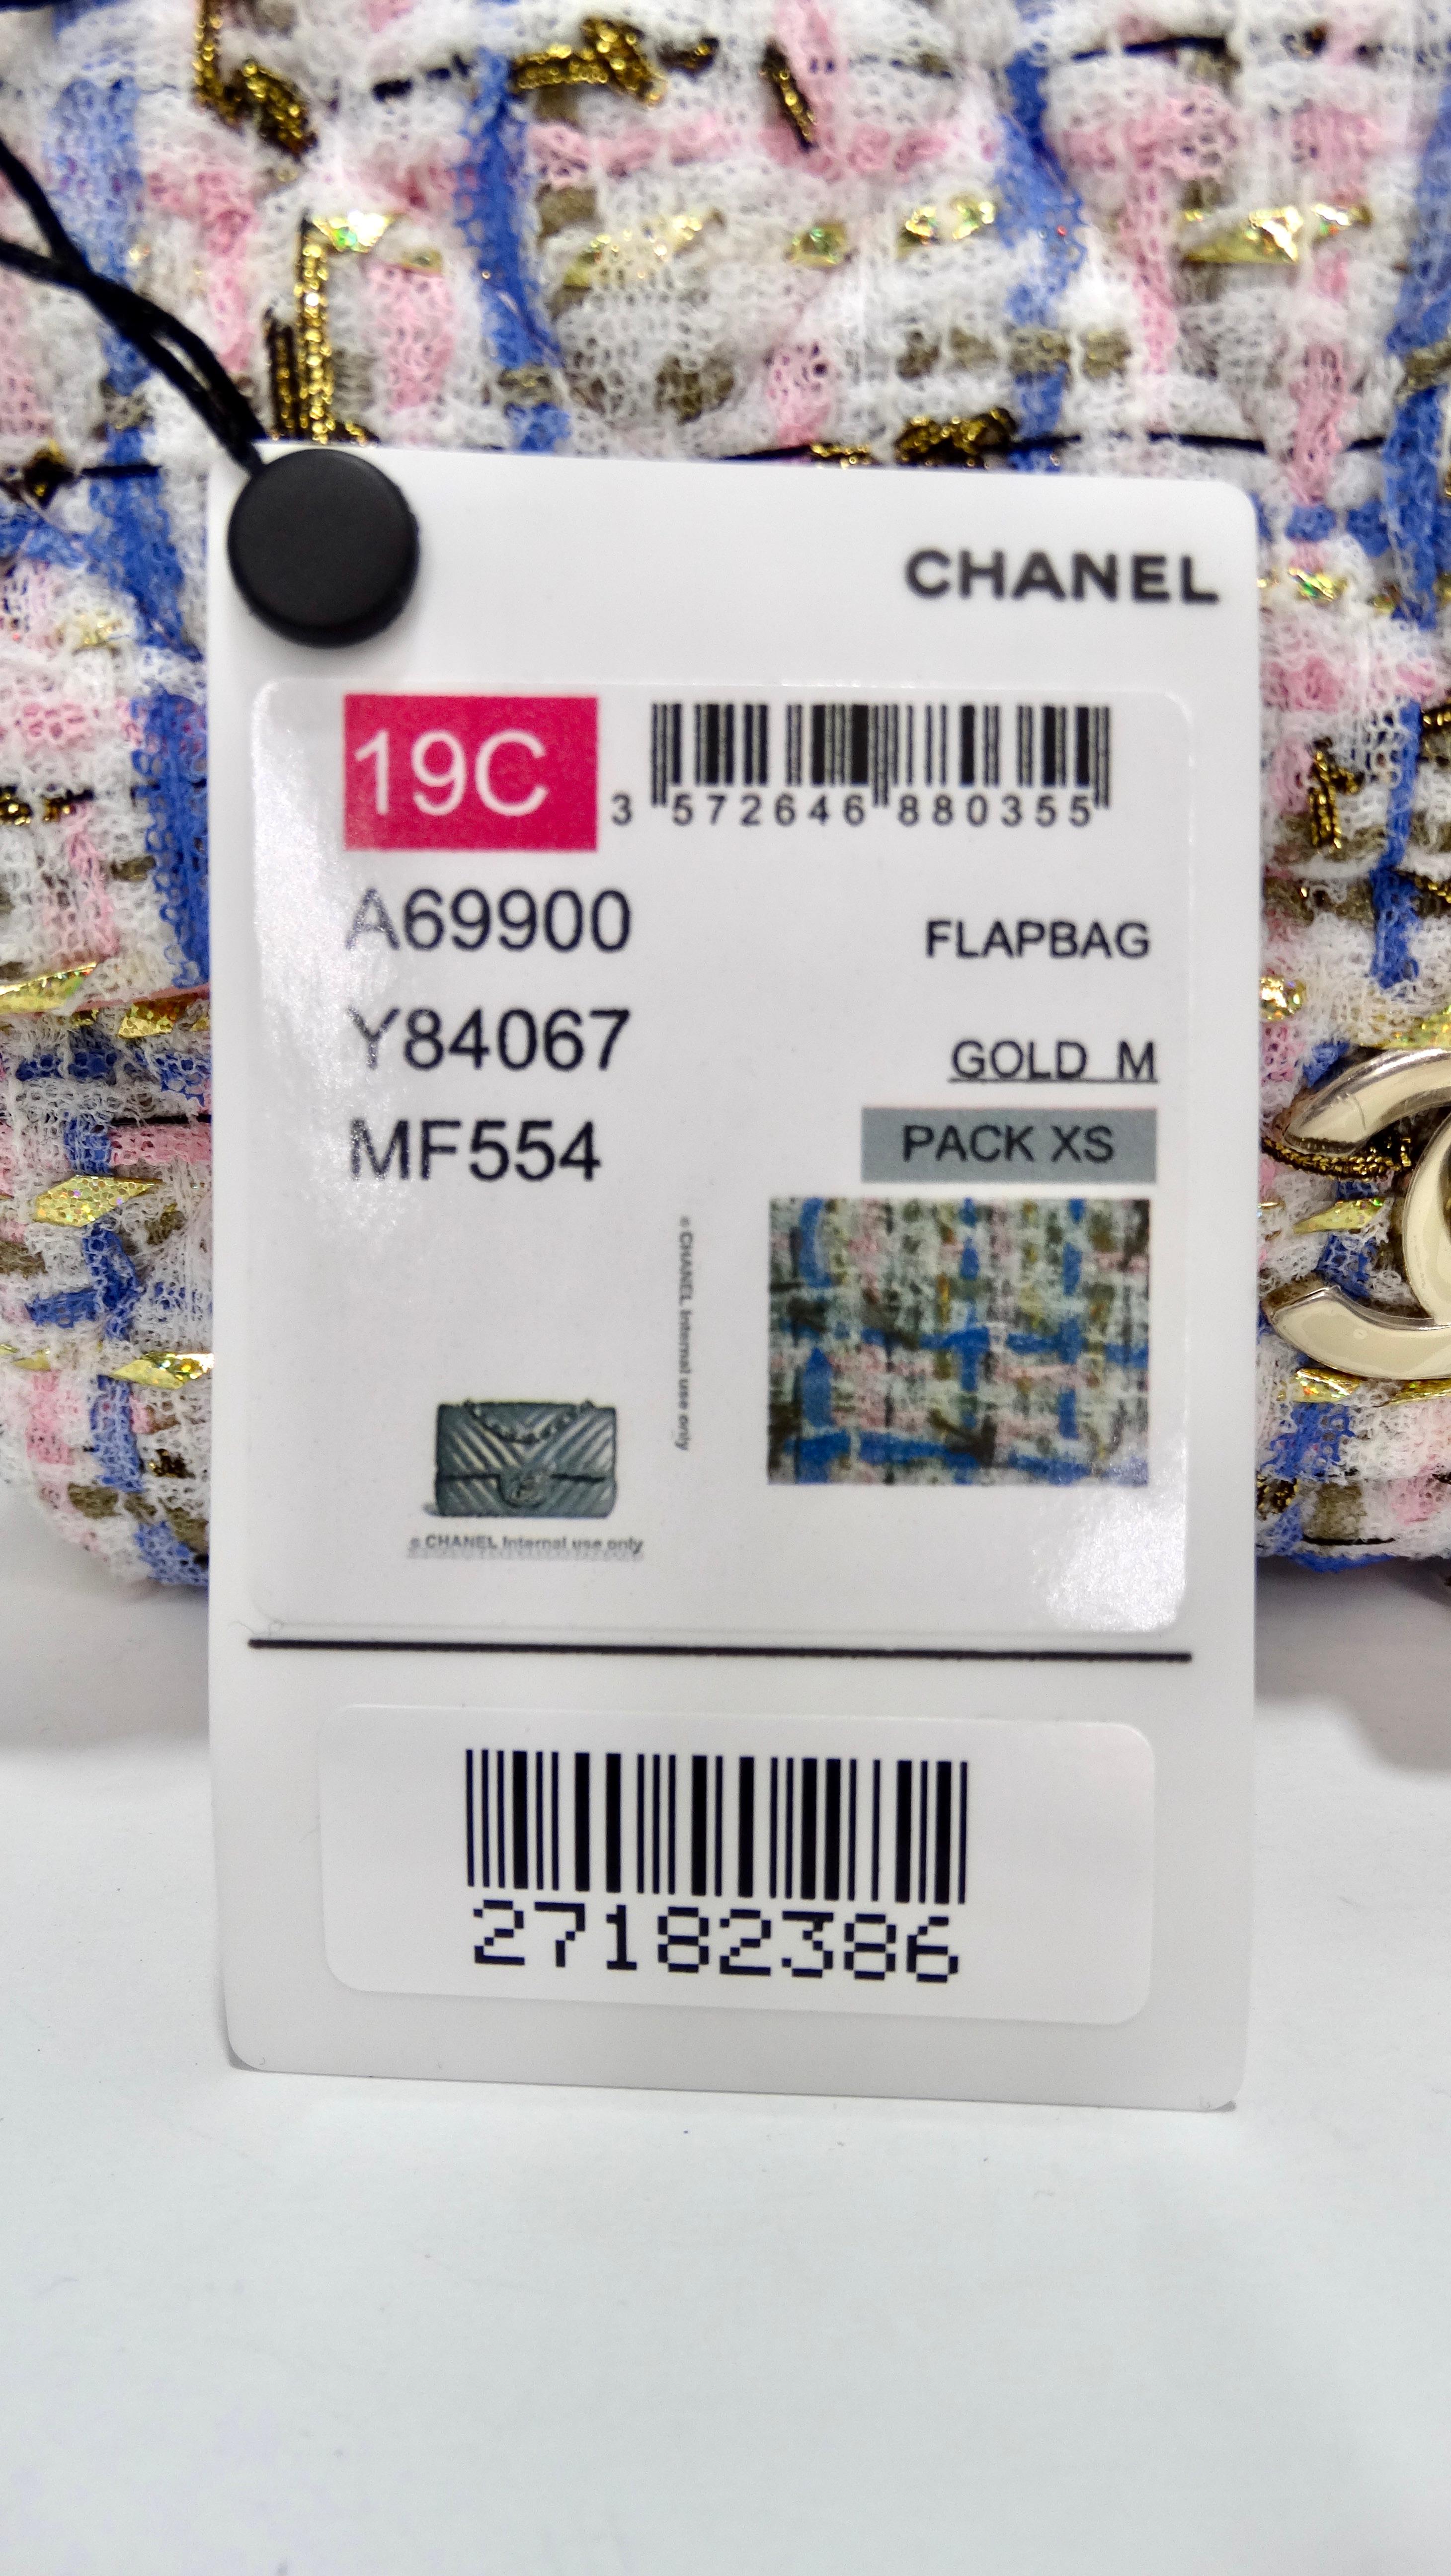 CHANEL
19C
3 572646 880355
A69900
FLAPBAG
Y84067
GOLD M
MF554
PACK XS
© CHANEL Internal use only
© CHANEL Internal use only
27182386